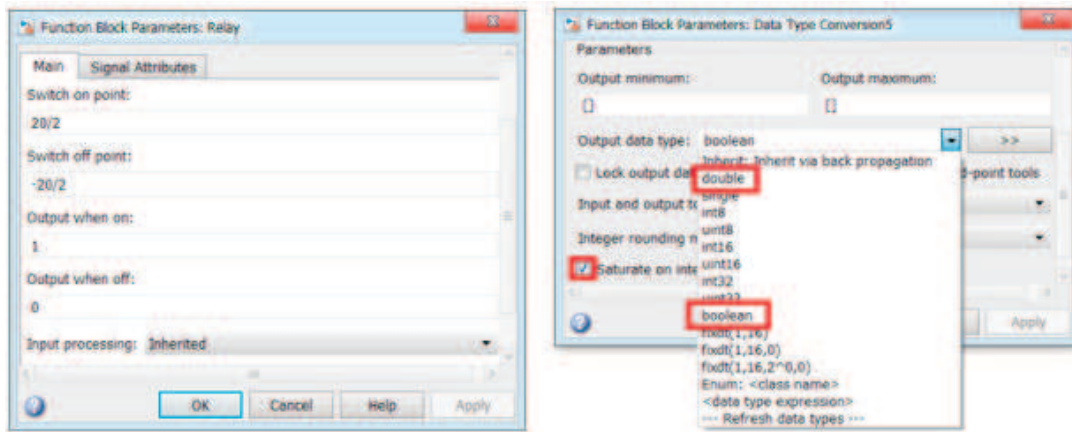 Function Block Parameters: Relay
Main Signal Attributes
Switch on point:
20/2
Switch off point:
-20/2
Output when on:
1
Output when off:
0
Input processing: Inherited
OK Cancel Help Apply
Function Block Parameters: Data Type Conversion5
Parameters
Output minimum: Output maximum:
[] []
Output data type: boolean >>
Inherit: Inherit via back propagation
Lock output da d-point tools
double
single
Input and output to
int8
uint8
Integer rounding m
int16
uint16
Saturate on inte
int32
uint32
boolean
Apply
fixdt(1,16)
fixdt(1,16,0)
fixdt(1,16,2^0,0)
Enum: <class name>
<data type expression>
--- Refresh data types ---